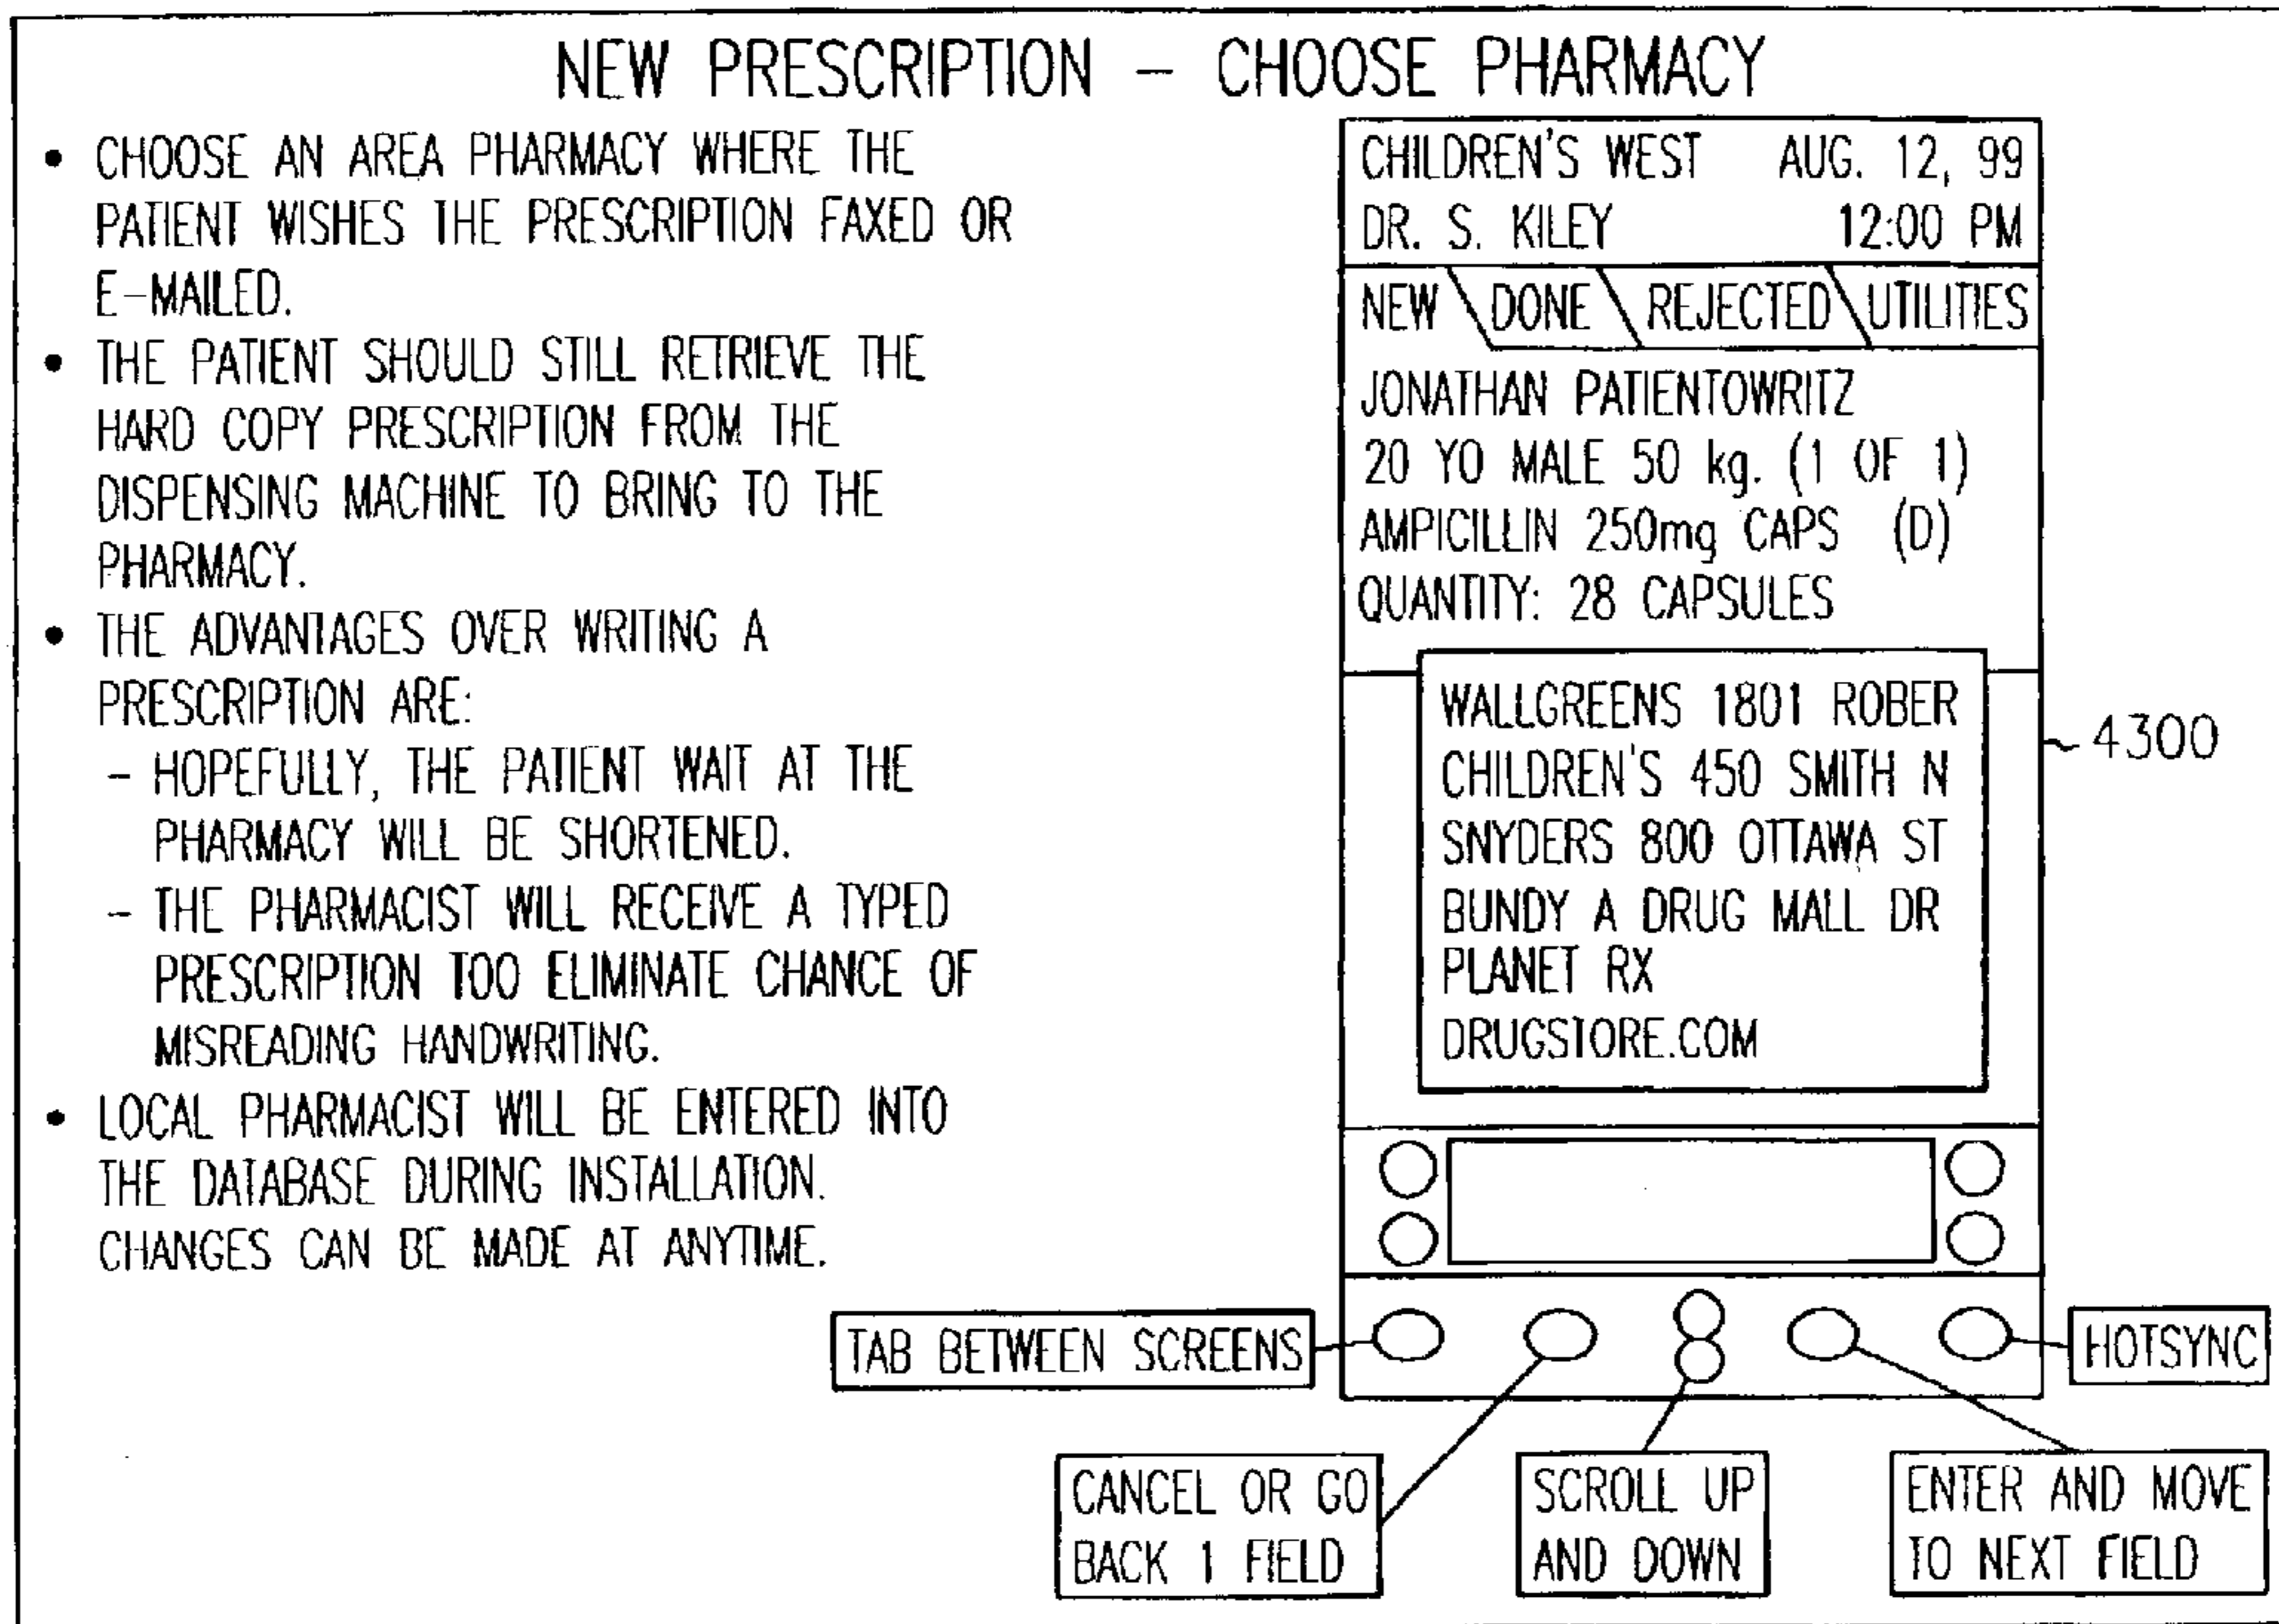 NEW PRESCRIPTION – CHOOSE PHARMACY
• CHOOSE AN AREA PHARMACY WHERE THE
PATIENT WISHES THE PRESCRIPTION FAXED OR
E-MAILED.
• THE PATIENT SHOULD STILL RETRIEVE THE
HARD COPY PRESCRIPTION FROM THE
DISPENSING MACHINE TO BRING TO THE
PHARMACY.
• THE ADVANTAGES OVER WRITING A
PRESCRIPTION ARE:
– HOPEFULLY, THE PATIENT WAIT AT THE
PHARMACY WILL BE SHORTENED.
– THE PHARMACIST WILL RECEIVE A TYPED
PRESCRIPTION TOO ELIMINATE CHANCE OF
MISREADING HANDWRITING.
• LOCAL PHARMACIST WILL BE ENTERED INTO
THE DATABASE DURING INSTALLATION.
CHANGES CAN BE MADE AT ANYTIME.
CHILDREN'S WEST AUG. 12, 99
DR. S. KILEY 12:00 PM
NEW DONE REJECTED UTILITIES
JONATHAN PATIENTOWRITZ
20 YO MALE 50 kg. (1 OF 1)
AMPICILLIN 250mg CAPS (D)
QUANTITY: 28 CAPSULES
WALLGREENS 1801 ROBER
CHILDREN'S 450 SMITH N
SNYDERS 800 OTTAWA ST
BUNDY A DRUG MALL DR
PLANET RX
DRUGSTORE.COM
4300
TAB BETWEEN SCREENS
HOTSYNC
CANCEL OR GO
BACK 1 FIELD
SCROLL UP
AND DOWN
ENTER AND MOVE
TO NEXT FIELD